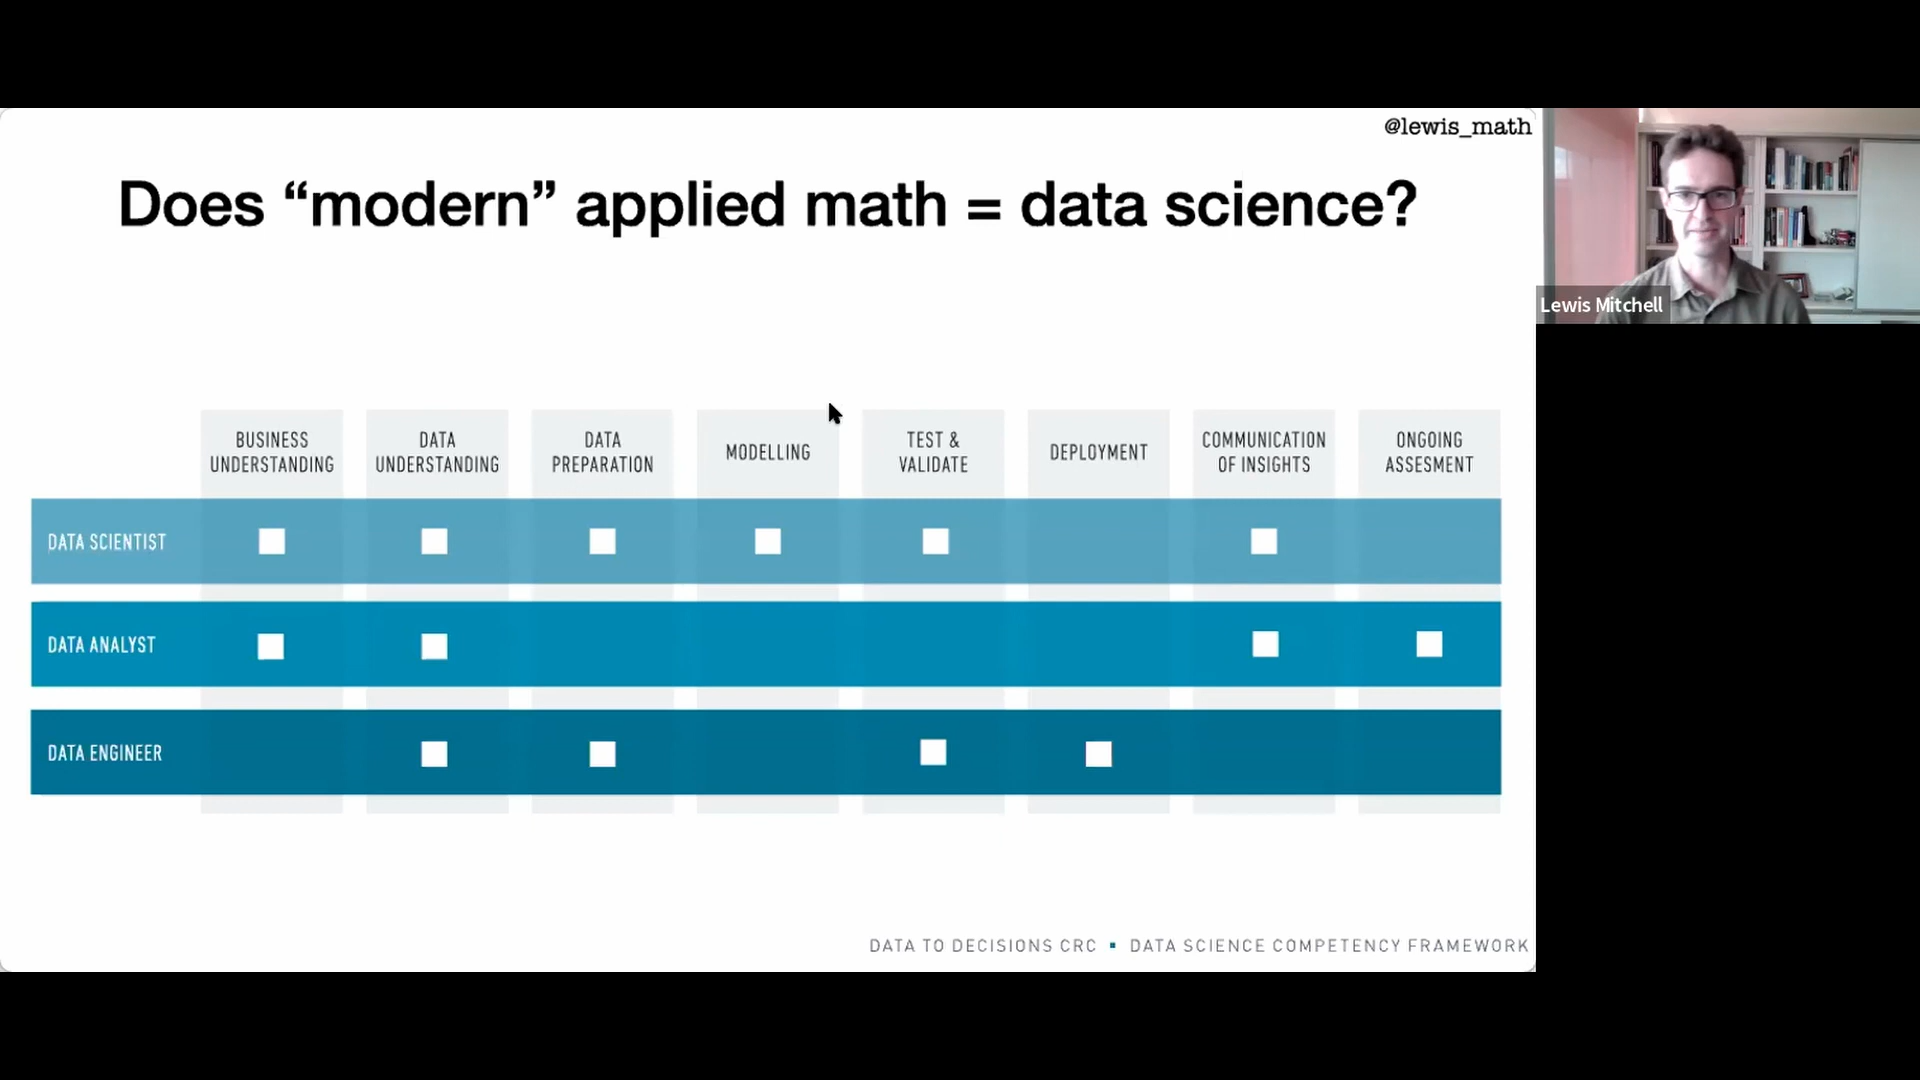 @lewis_math
Does “modern” applied math = data science?
Lewis Mitchell
BUSINESS
UNDERSTANDING
DATA
UNDERSTANDING
DATA
PREPARATION
MODELLING
TEST &
VALIDATE
DEPLOYMENT
COMMUNICATION
OF INSIGHTS
ONGOING
ASSESMENT
DATA SCIENTIST
DATA ANALYST
DATA ENGINEER
DATA TO DECISIONS CRC ▪ DATA SCIENCE COMPETENCY FRAMEWORK